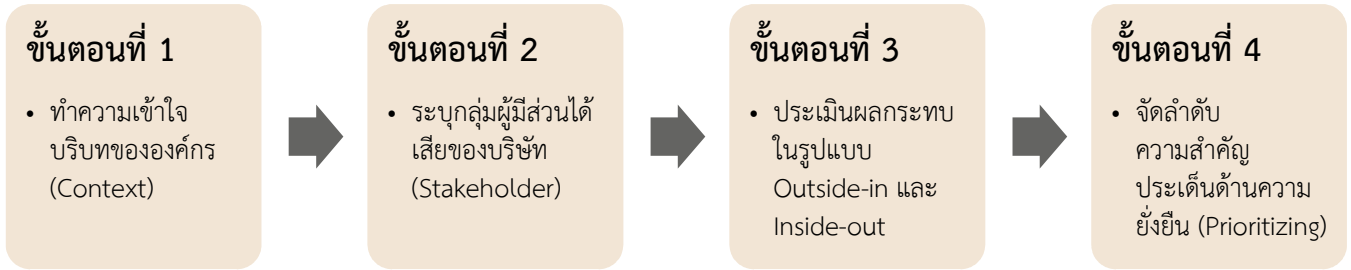 ขั้นตอนที่ 1
• ทำความเข้าใจ
บริบทขององค์กร
(Context)
ขั้นตอนที่ 2
• ระบุกลุ่มผู้มีส่วนได้
เสียของบริษัท
(Stakeholder)
ขั้นตอนที่ 3
• ประเมินผลกระทบ
ในรูปแบบ
Outside-in และ
Inside-out
ขั้นตอนที่ 4
• จัดลำดับ
ความสำคัญ
ประเด็นด้านความ
ยั่งยืน (Prioritizing)